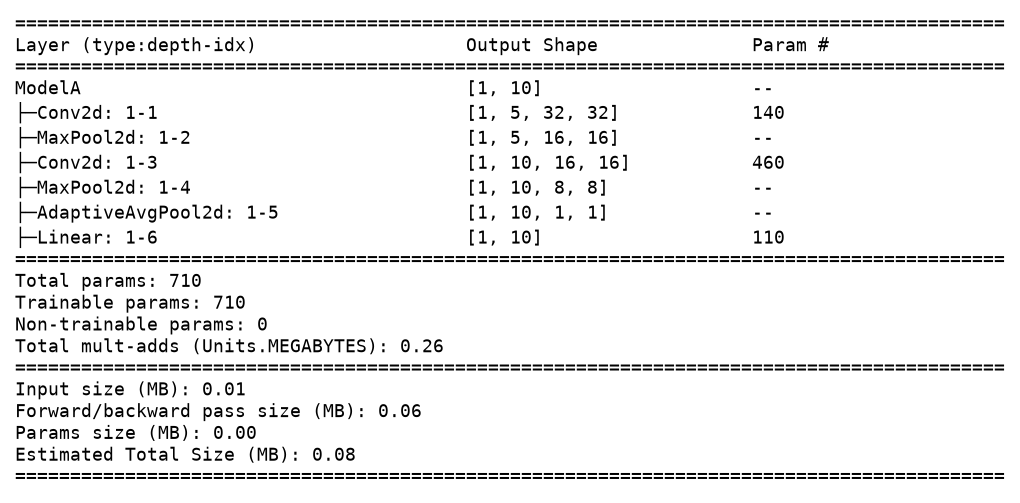 ==========================================================================================
Layer (type:depth-idx)                   Output Shape              Param #
==========================================================================================
ModelA                                   [1, 10]                   --
├─Conv2d: 1-1                            [1, 5, 32, 32]            140
├─MaxPool2d: 1-2                         [1, 5, 16, 16]            --
├─Conv2d: 1-3                            [1, 10, 16, 16]           460
├─MaxPool2d: 1-4                         [1, 10, 8, 8]             --
├─AdaptiveAvgPool2d: 1-5                 [1, 10, 1, 1]             --
├─Linear: 1-6                            [1, 10]                   110
==========================================================================================
Total params: 710
Trainable params: 710
Non-trainable params: 0
Total mult-adds (Units.MEGABYTES): 0.26
==========================================================================================
Input size (MB): 0.01
Forward/backward pass size (MB): 0.06
Params size (MB): 0.00
Estimated Total Size (MB): 0.08
==========================================================================================